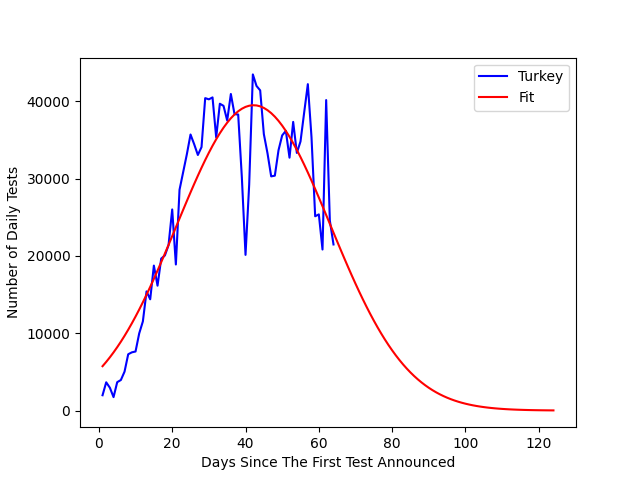 Turkey
Fit
40000
30000
20000
10000
0
Number of Daily Tests
0 20 40 60 80 100 120
Days Since The First Test Announced